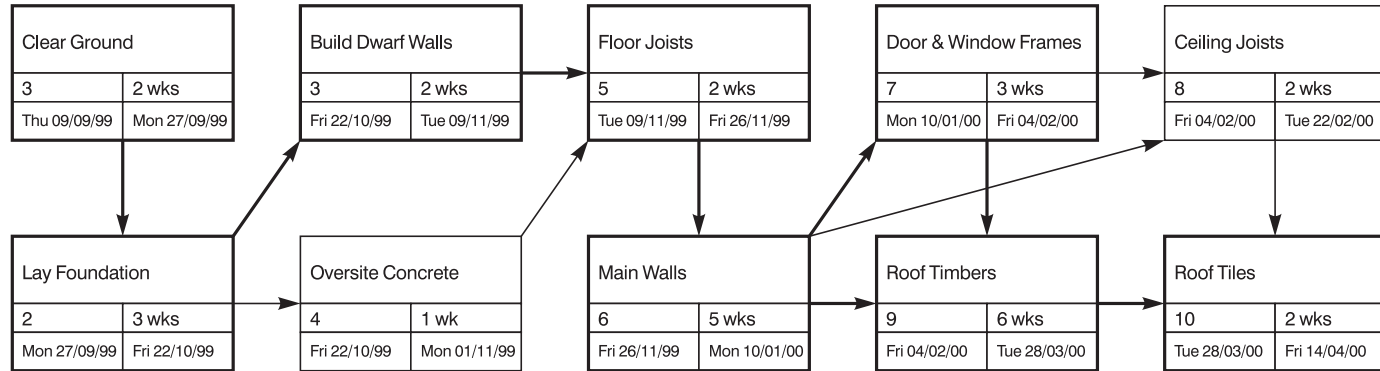 Clear Ground
3 2 wks
Thu 09/09/99 Mon 27/09/99
Build Dwarf Walls
3 2 wks
Fri 22/10/99 Tue 09/11/99
Floor Joists
5 2 wks
Tue 09/11/99 Fri 26/11/99
Door & Window Frames
7 3 wks
Mon 10/01/00 Fri 04/02/00
Ceiling Joists
8 2 wks
Fri 04/02/00 Tue 22/02/00
Lay Foundation
2 3 wks
Mon 27/09/99 Fri 22/10/99
Oversite Concrete
4 1 wk
Fri 22/10/99 Mon 01/11/99
Main Walls
6 5 wks
Fri 26/11/99 Mon 10/01/00
Roof Timbers
9 6 wks
Fri 04/02/00 Tue 28/03/00
Roof Tiles
10 2 wks
Tue 28/03/00 Fri 14/04/00